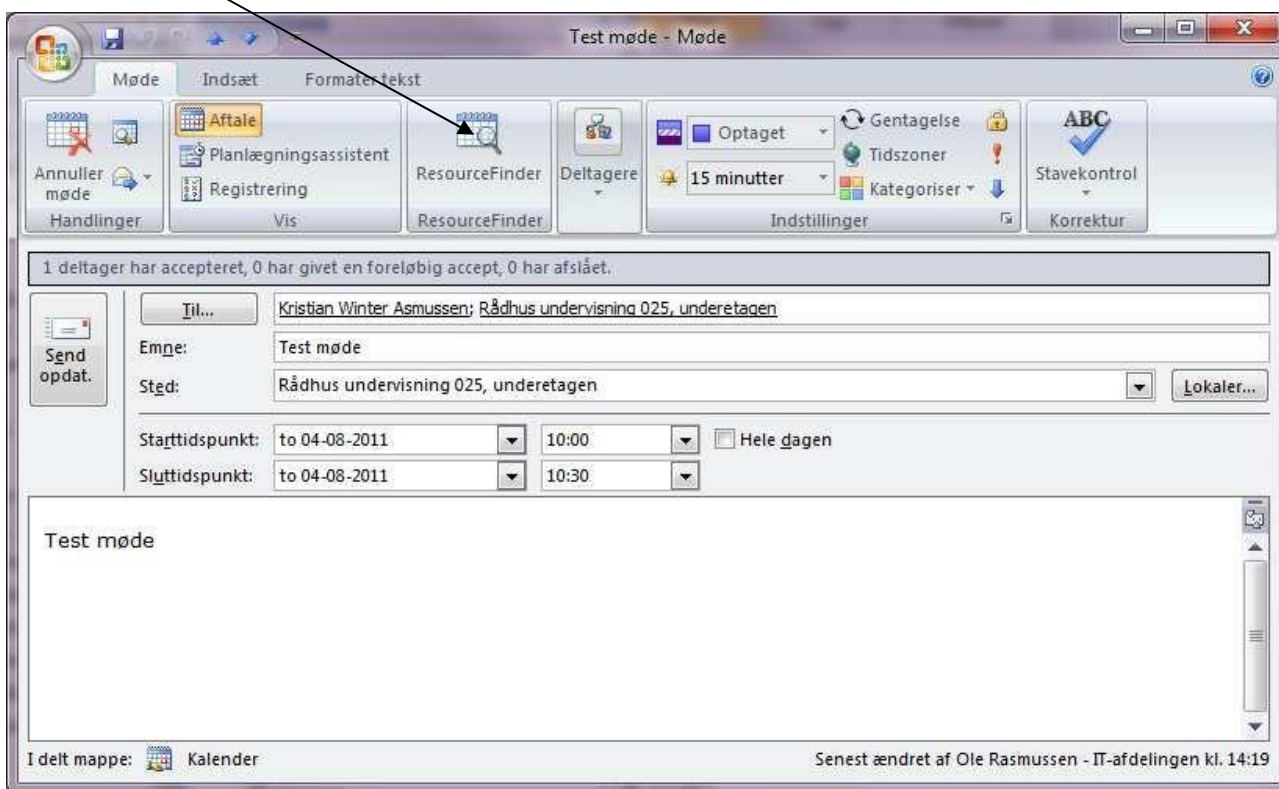 Test møde - Møde
Møde Indsæt Formater tekst
Annuller møde
Handlinger
Aftale
Planlægningsassistent
Registrering
Vis
ResourceFinder
ResourceFinder
Deltagere
Optaget
15 minutter
Gentagelse
Tidszoner
Kategoriser
Indstillinger
ABC
Stavekontrol
Korrektur
1 deltager har accepteret, 0 har givet en foreløbig accept, 0 har afslået.
Send opdat.
Til... Kristian Winter Asmussen; Rådhus undervisning 025, underetagen
Emne: Test møde
Sted: Rådhus undervisning 025, underetagen Lokaler...
Starttidspunkt: to 04-08-2011 10:00 Hele dagen
Sluttidspunkt: to 04-08-2011 10:30
Test møde
I delt mappe: Kalender Senest ændret af Ole Rasmussen - IT-afdelingen kl. 14:19